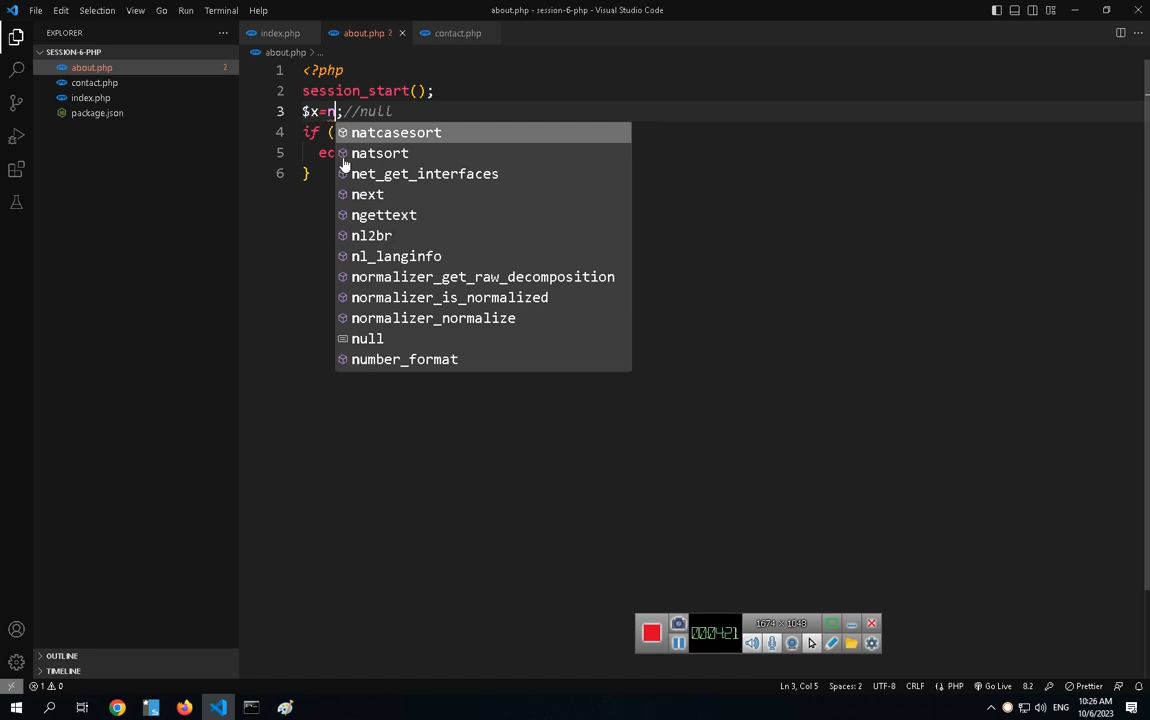 File Edit Selection View Go Run Terminal Help
about.php - session-6-php - Visual Studio Code
EXPLORER
index.php about.php 2 contact.php
SESSION-6-PHP
about.php > ...
about.php 2
contact.php
index.php
package.json
1 <?php
2 session_start();
3 $x=n;//null
4 if (
5 ec
6 }
natcasesort
natsort
net_get_interfaces
next
ngettext
nl2br
nl_langinfo
normalizer_get_raw_decomposition
normalizer_is_normalized
normalizer_normalize
null
number_format
1674 × 1048
000421
OUTLINE
TIMELINE
1 0 Ln 3, Col 5 Spaces: 2 UTF-8 CRLF PHP Go Live 8.2 Prettier
ENG
10:26 AM
10/6/2023